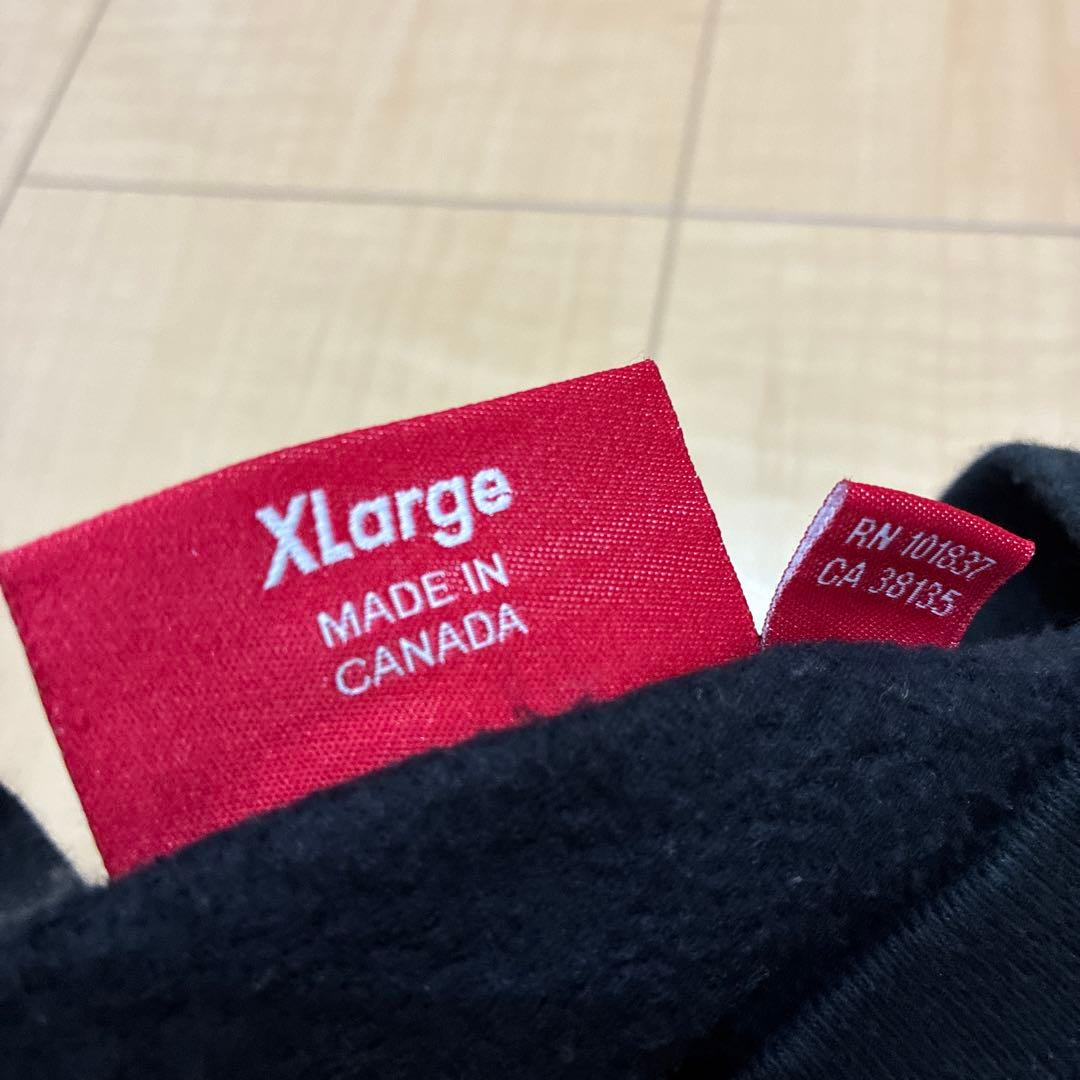 XLarge
MADE IN
CANADA
RN 101837
CA 38135